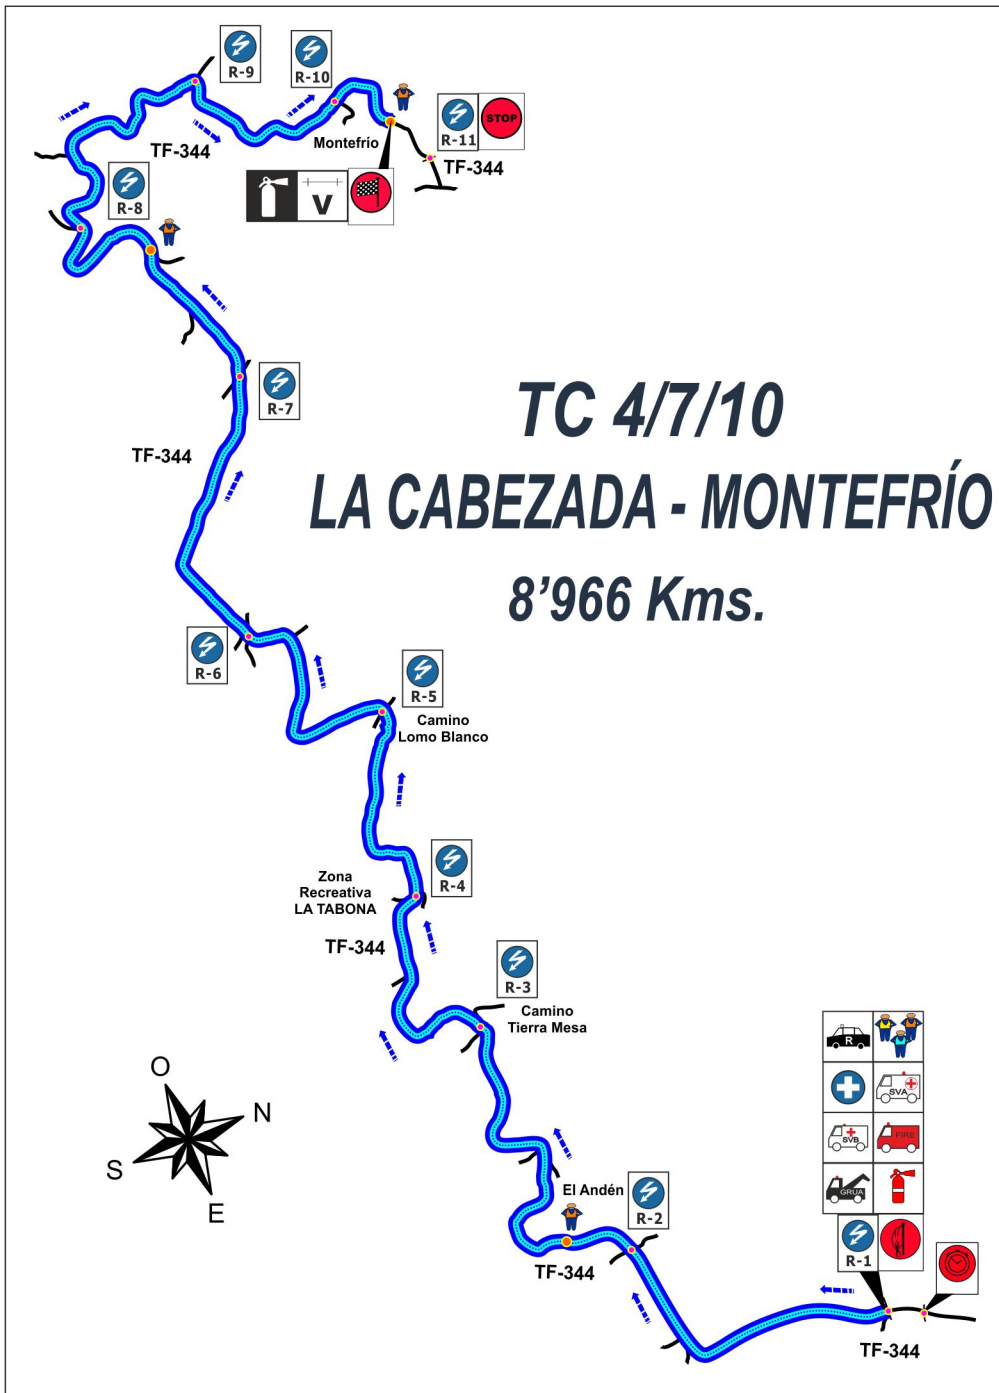 R-9
R-10
R-11
STOP
Montefrío
TF-344
TF-344
V
R-8
R-7
TC 4/7/10
LA CABEZADA - MONTEFRÍO
8’966 Kms.
TF-344
R-6
R-5
Camino
Lomo Blanco
R-4
Zona
Recreativa
LA TABONA
TF-344
R-3
Camino
Tierra Mesa
R
SVA
SVB
FIRE
GRUA
O
N
S
E
El Andén
R-2
R-1
TF-344
TF-344